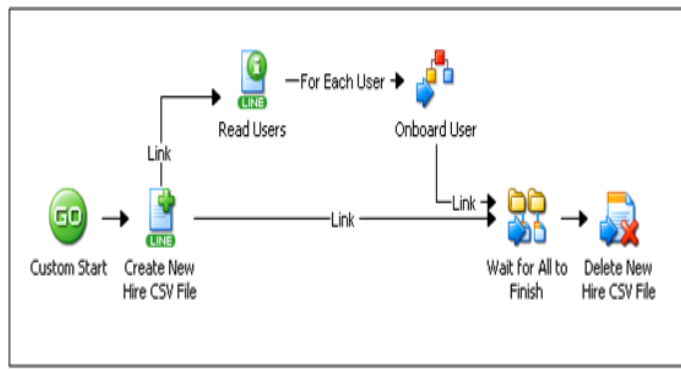 LINE
For Each User
Read Users
Onboard User
Link
GO
LINE
Link
Link
Custom Start
Create New
Hire CSV File
Wait for All to
Finish
Delete New
Hire CSV File